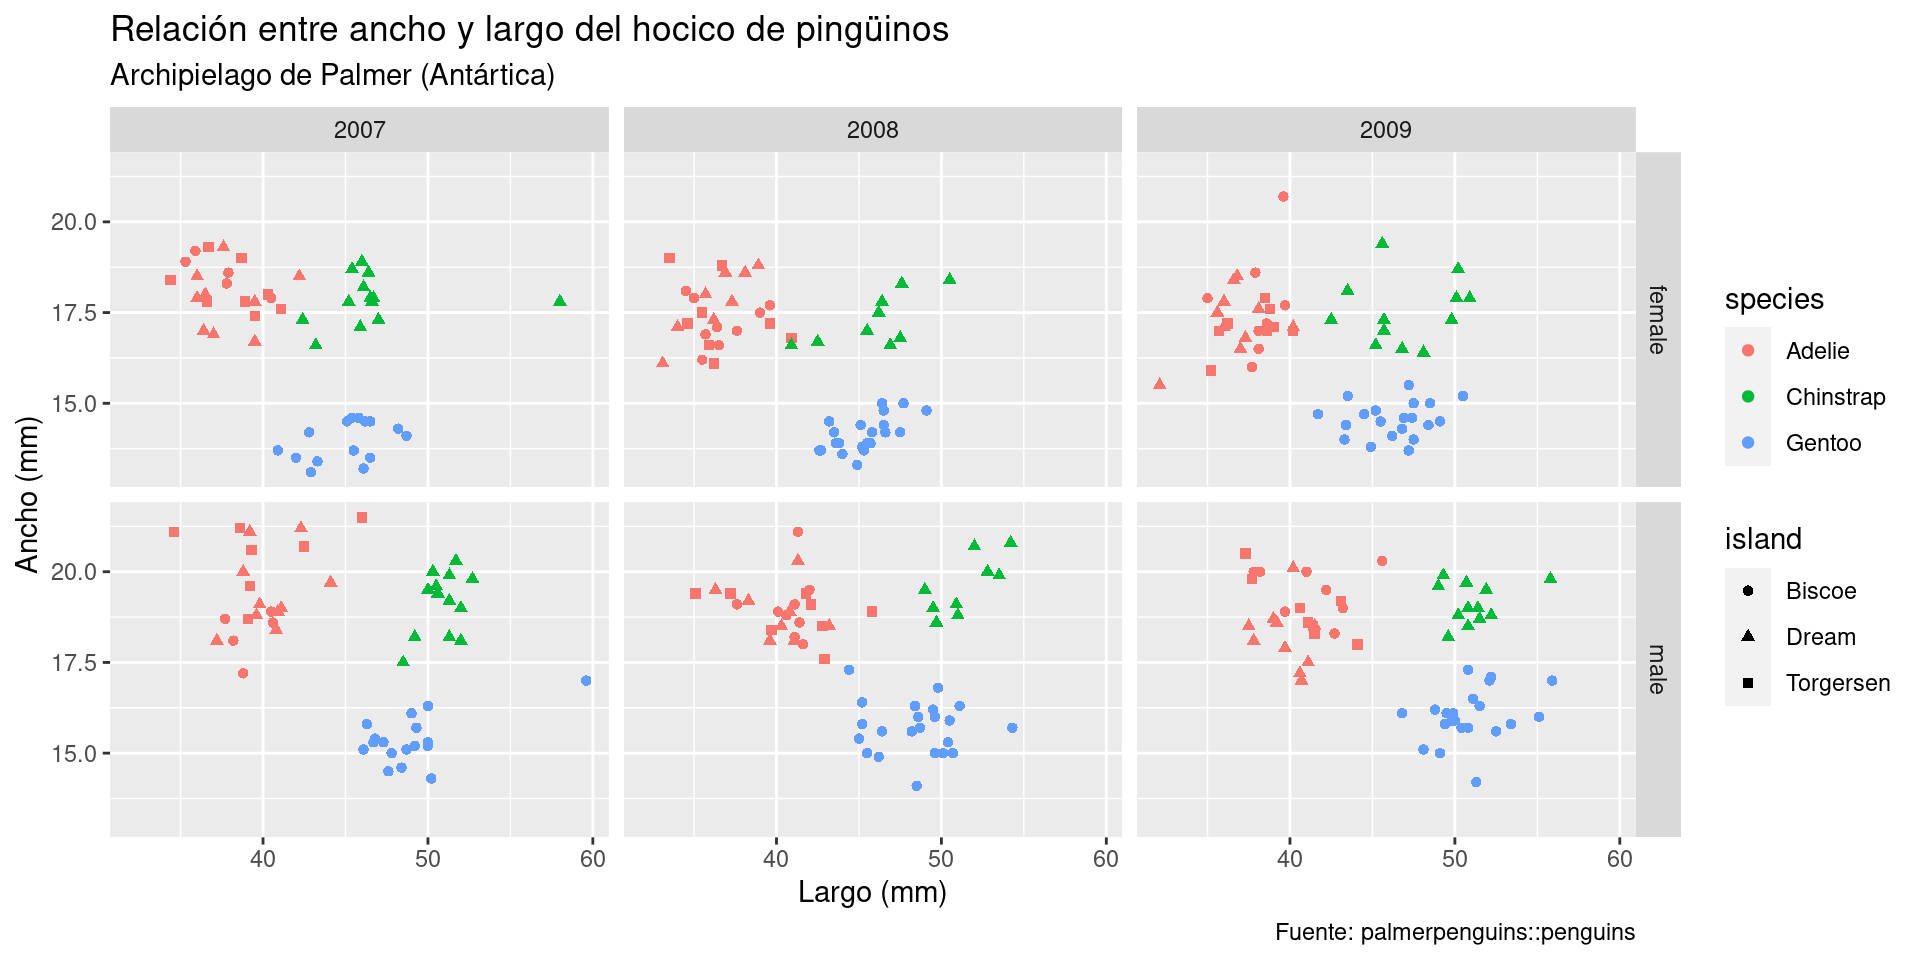 Relación entre ancho y largo del hocico de pingüinos
Archipielago de Palmer (Antártica)
2007 2008 2009
20.0
17.5
15.0
female
20.0
17.5
15.0
male
Ancho (mm)
40 50 60 40 50 60 40 50 60
Largo (mm)
Fuente: palmerpenguins::penguins
species
Adelie
Chinstrap
Gentoo
island
Biscoe
Dream
Torgersen